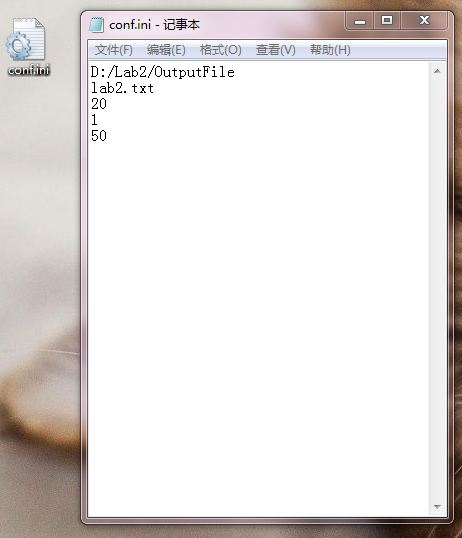 conf.ini
conf.ini - 记事本
文件(F) 编辑(E) 格式(O) 查看(V) 帮助(H)
D:/Lab2/OutputFile
lab2.txt
20
1
50